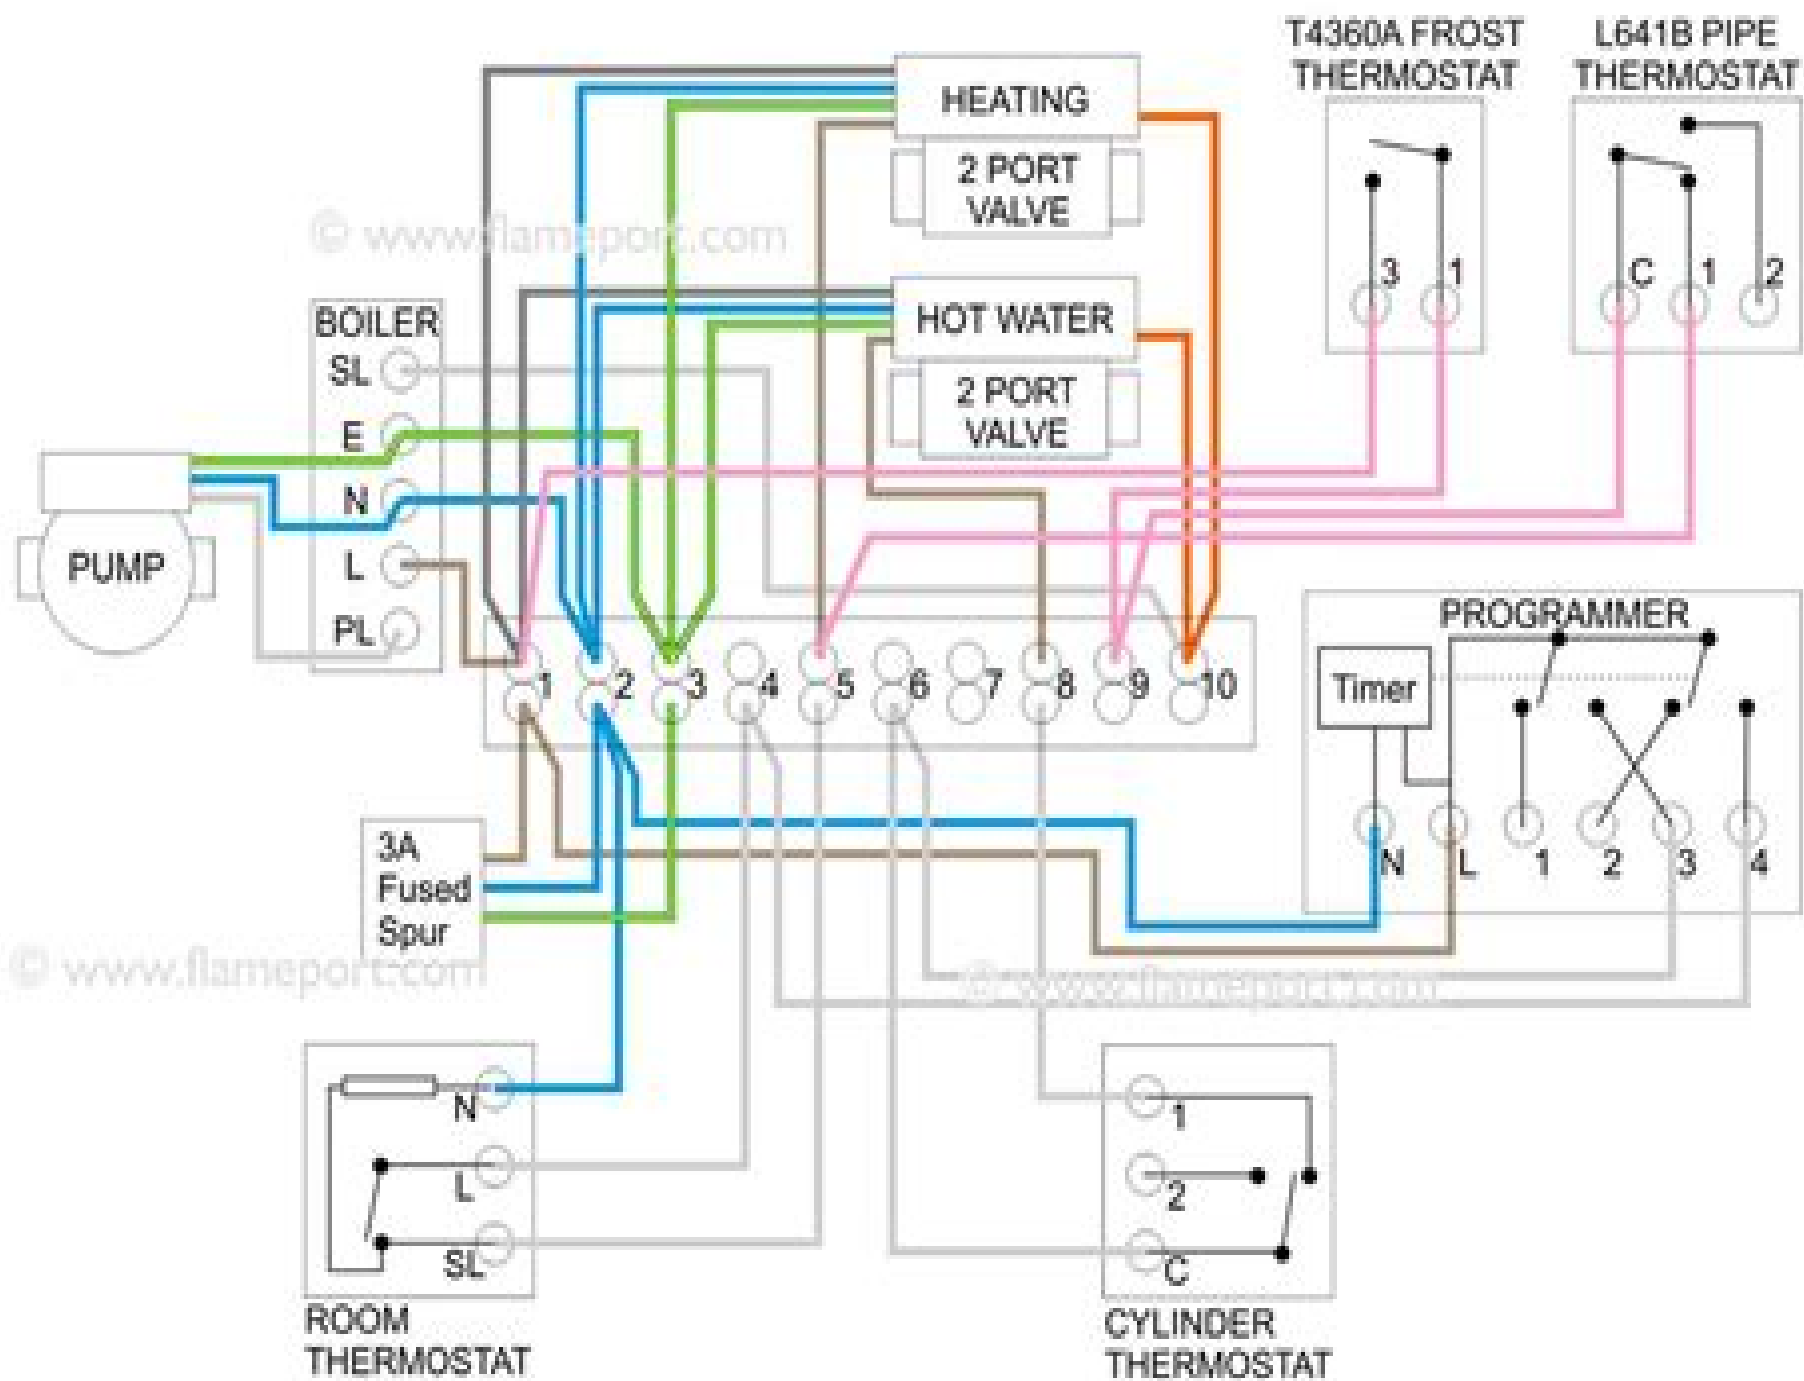 T4360A FROST
THERMOSTAT
L641B PIPE
THERMOSTAT
HEATING
2 PORT
VALVE
3
1
C
1
2
© www.flameport.com
HOT WATER
2 PORT
VALVE
BOILER
SL
E
N
L
PL
PUMP
1
2
3
4
5
6
7
8
9
10
PROGRAMMER
Timer
N
L
1
2
3
4
3A
Fused
Spur
© www.flameport.com
© www.flameport.com
N
L
SL
ROOM
THERMOSTAT
1
2
C
CYLINDER
THERMOSTAT